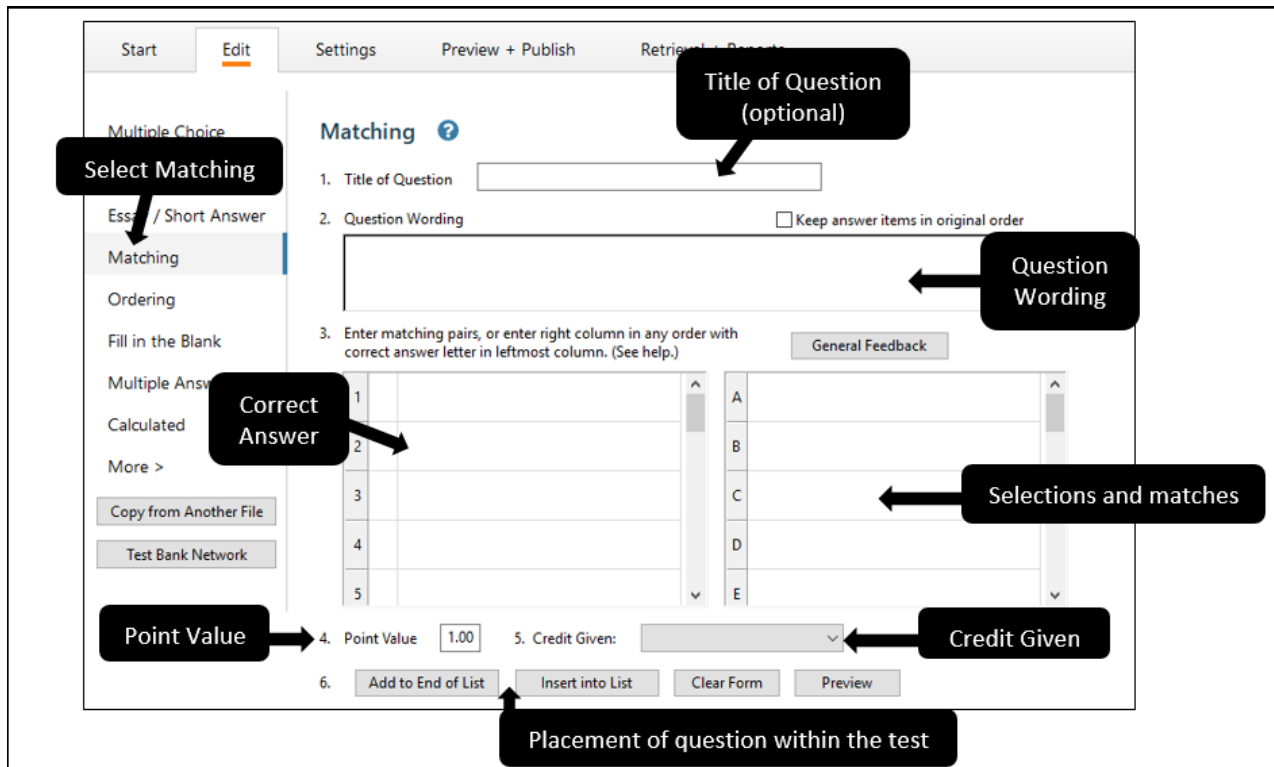 Start Edit Settings Preview + Publish
Title of Question
(optional)
Multiple Choice
Select Matching
Matching
1. Title of Question
Essay / Short Answer
2. Question Wording
Keep answer items in original order
Matching
Question
Wording
Ordering
Fill in the Blank
3. Enter matching pairs, or enter right column in any order with
correct answer letter in leftmost column. (See help.)
General Feedback
Multiple
Correct
Answer
Calculated
More >
1
2
3
4
5
A
B
C
D
E
Selections and matches
Copy from Another File
Test Bank Network
Point Value
4. Point Value 1.00 5. Credit Given:
Credit Given
6. Add to End of List Insert into List Clear Form Preview
Placement of question within the test